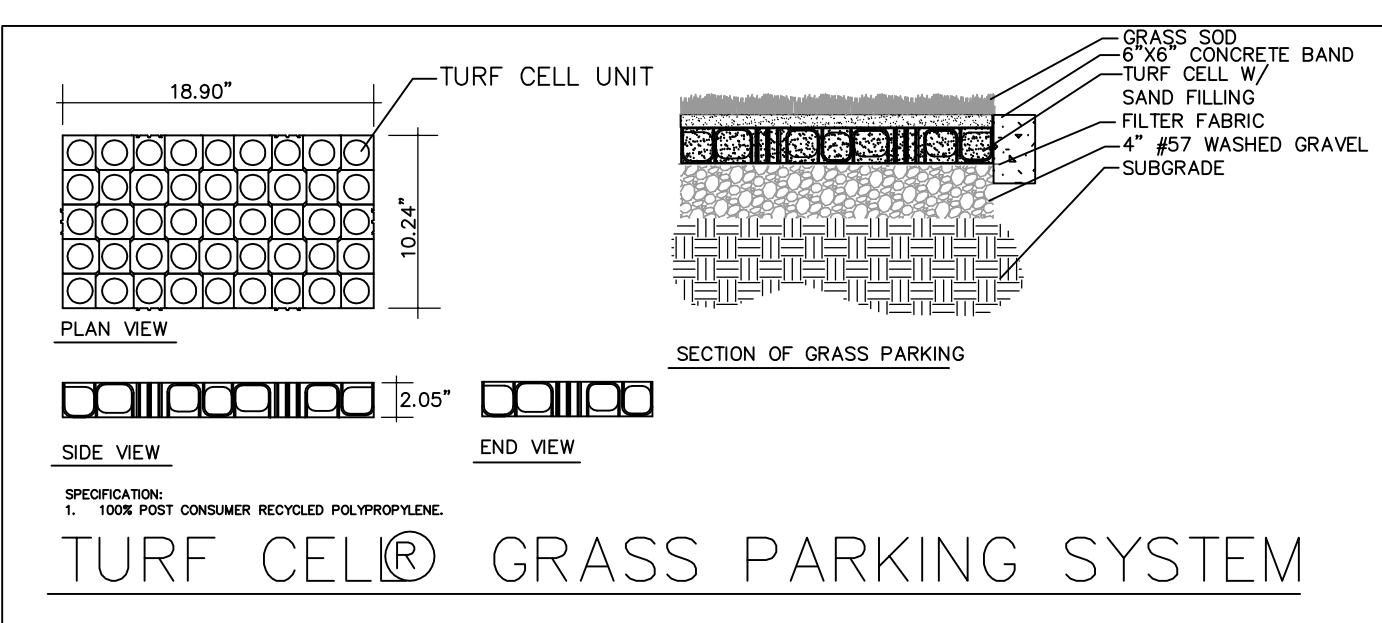 18.90”
TURF CELL UNIT
10.24”
PLAN VIEW
2.05”
SIDE VIEW
END VIEW
GRASS SOD
6”X6” CONCRETE BAND
TURF CELL W/
SAND FILLING
FILTER FABRIC
4” #57 WASHED GRAVEL
SUBGRADE
SECTION OF GRASS PARKING
SPECIFICATION:
1. 100% POST CONSUMER RECYCLED POLYPROPYLENE.
TURF CELL® GRASS PARKING SYSTEM